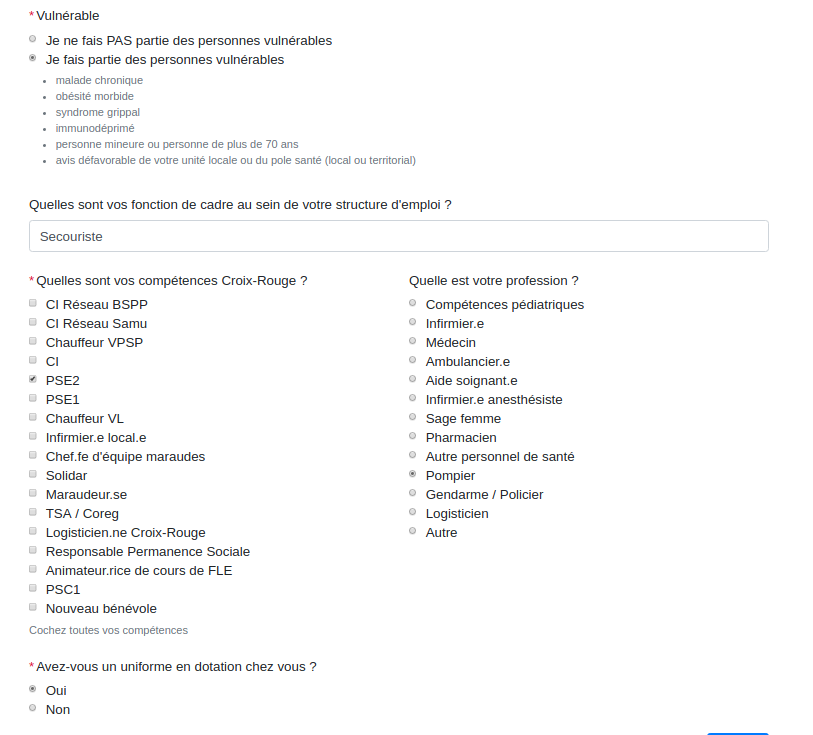 * Vulnérable
Je ne fais PAS partie des personnes vulnérables
Je fais partie des personnes vulnérables
malade chronique
obésité morbide
syndrome grippal
immunodéprimé
personne mineure ou personne de plus de 70 ans
avis défavorable de votre unité locale ou du pole santé (local ou territorial)
Quelles sont vos fonction de cadre au sein de votre structure d'emploi ?
Secouriste
* Quelles sont vos compétences Croix-Rouge ?
CI Réseau BSPP
CI Réseau Samu
Chauffeur VPSP
CI
PSE2
PSE1
Chauffeur VL
Infirmier.e local.e
Chef.fe d'équipe maraudes
Solidar
Maraudeur.se
TSA / Coreg
Logisticien.ne Croix-Rouge
Responsable Permanence Sociale
Animateur.rice de cours de FLE
PSC1
Nouveau bénévole
Cochez toutes vos compétences
Quelle est votre profession ?
Compétences pédiatriques
Infirmier.e
Médecin
Ambulancier.e
Aide soignant.e
Infirmier.e anesthésiste
Sage femme
Pharmacien
Autre personnel de santé
Pompier
Gendarme / Policier
Logisticien
Autre
* Avez-vous un uniforme en dotation chez vous ?
Oui
Non